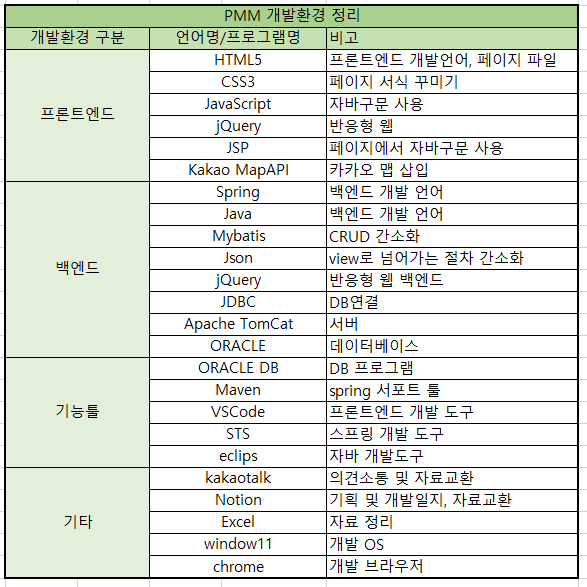 PMM 개발환경 정리
개발환경 구분 언어명/프로그램명 비고
프론트엔드
HTML5 프론트엔드 개발언어, 페이지 파일
CSS3 페이지 서식 꾸미기
JavaScript 자바구문 사용
jQuery 반응형 웹
JSP 페이지에서 자바구문 사용
Kakao MapAPI 카카오 맵 삽입
백엔드
Spring 백엔드 개발 언어
Java 백엔드 개발 언어
Mybatis CRUD 간소화
Json view로 넘어가는 절차 간소화
jQuery 반응형 웹 백엔드
JDBC DB연결
Apache TomCat 서버
ORACLE 데이터베이스
기능툴
ORACLE DB DB 프로그램
Maven spring 서포트 툴
VSCode 프론트엔드 개발 도구
STS 스프링 개발 도구
eclips 자바 개발도구
기타
kakaotalk 의견소통 및 자료교환
Notion 기획 및 개발일지, 자료교환
Excel 자료 정리
window11 개발 OS
chrome 개발 브라우저